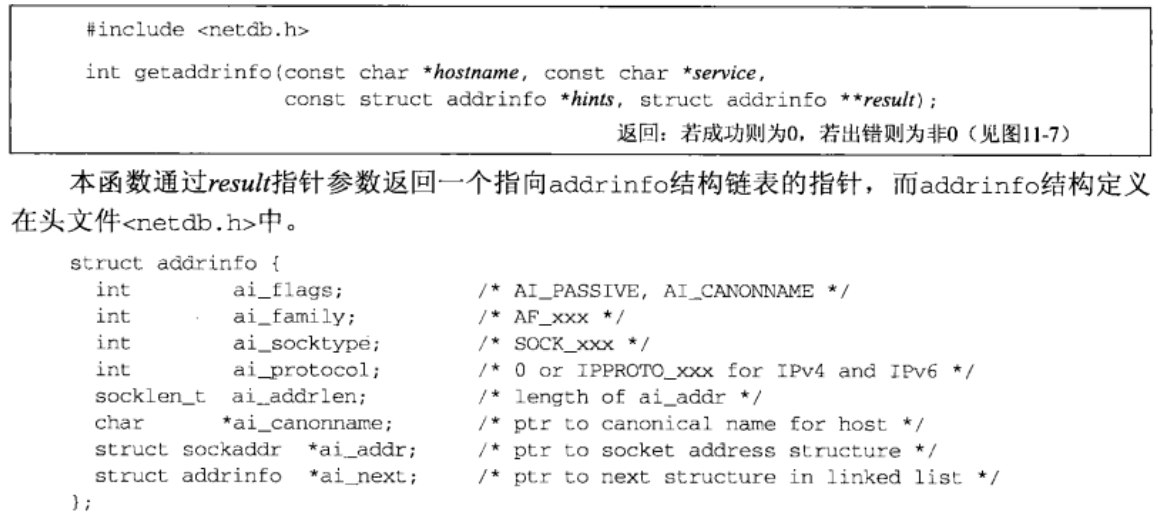 #include <netdb.h>
int getaddrinfo(const char *hostname, const char *service,
const struct addrinfo *hints, struct addrinfo **result);
返回：若成功则为0，若出错则为非0（见图11-7）
本函数通过result指针参数返回一个指向addrinfo结构链表的指针，而addrinfo结构定义
在头文件<netdb.h>中。
struct addrinfo {
int ai_flags; /* AI_PASSIVE, AI_CANONNAME */
int ai_family; /* AF_xxx */
int ai_socktype; /* SOCK_xxx */
int ai_protocol; /* 0 or IPPROTO_xxx for IPv4 and IPv6 */
socklen_t ai_addrlen; /* length of ai_addr */
char *ai_canonname; /* ptr to canonical name for host */
struct sockaddr *ai_addr; /* ptr to socket address structure */
struct addrinfo *ai_next; /* ptr to next structure in linked list */
};